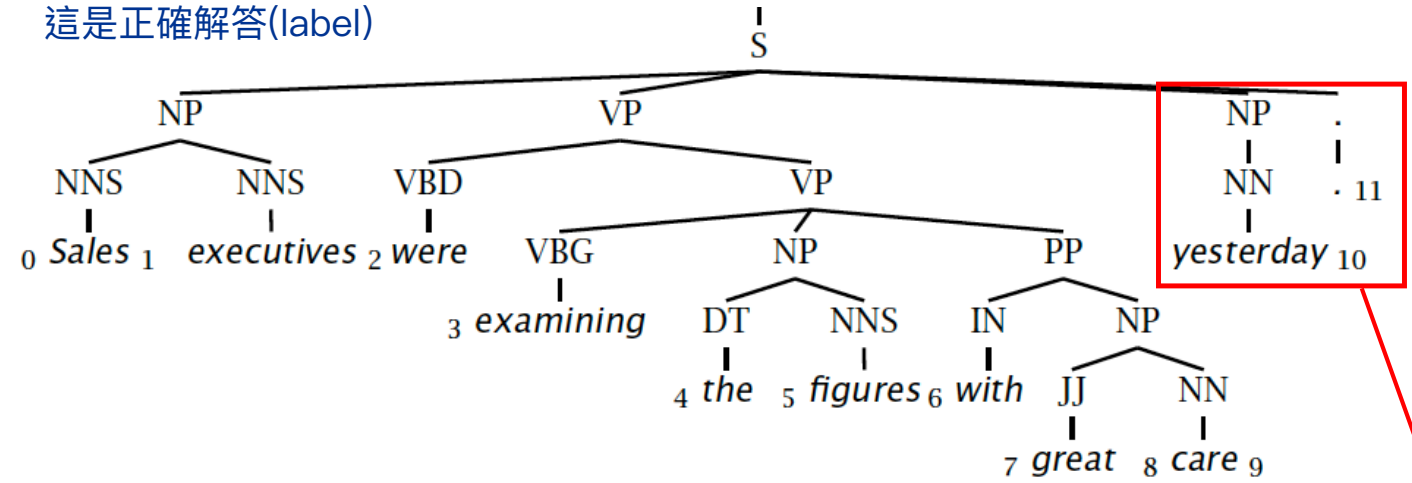 這是正確解答(label)
S
NP VP NP .
NNS NNS VBD VP NN . 11
0 Sales 1 executives 2 were VBG NP PP yesterday 10
3 examining DT NNS IN NP
4 the 5 figures 6 with JJ NN
7 great 8 care 9